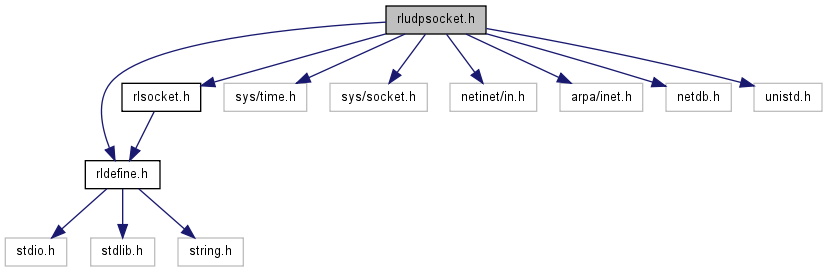 rludpsocket.h
rlsocket.h
sys/time.h
sys/socket.h
netinet/in.h
arpa/inet.h
netdb.h
unistd.h
rldefine.h
stdio.h
stdlib.h
string.h